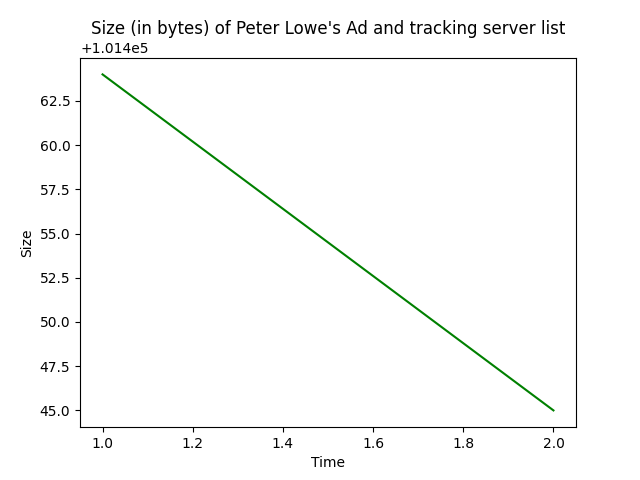 Size (in bytes) of Peter Lowe's Ad and tracking server list
+1.014e5
62.5
60.0
57.5
55.0
52.5
50.0
47.5
45.0
Size
1.0 1.2 1.4 1.6 1.8 2.0
Time